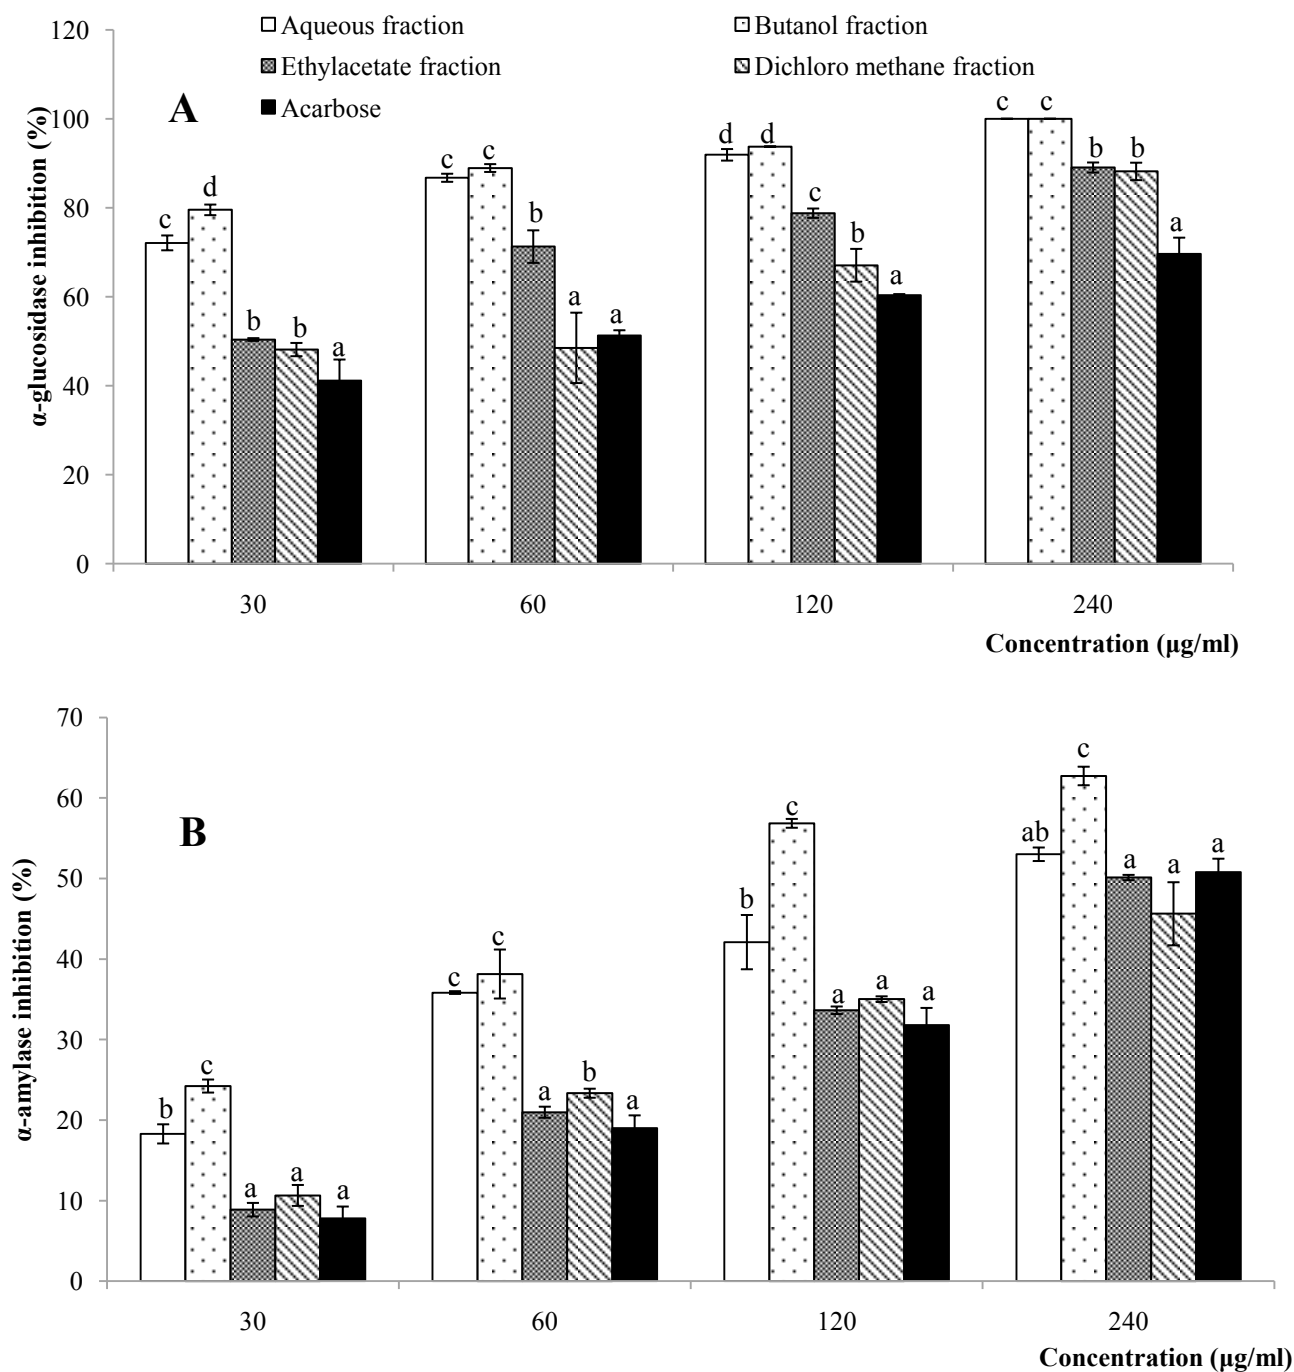 120
Aqueous fraction
Butanol fraction
Ethylacetate fraction
Dichloro methane fraction
Acarbose
A
α-glucosidase inhibition (%)
100
80
60
40
20
0
c d b b a
c c b a a
d d c b a
c c b b a
30 60 120 240
Concentration (µg/ml)
B
α-amylase inhibition (%)
70
60
50
40
30
20
10
0
b c a a a
c c a b a
b c a a a
ab c a a a
30 60 120 240
Concentration (µg/ml)